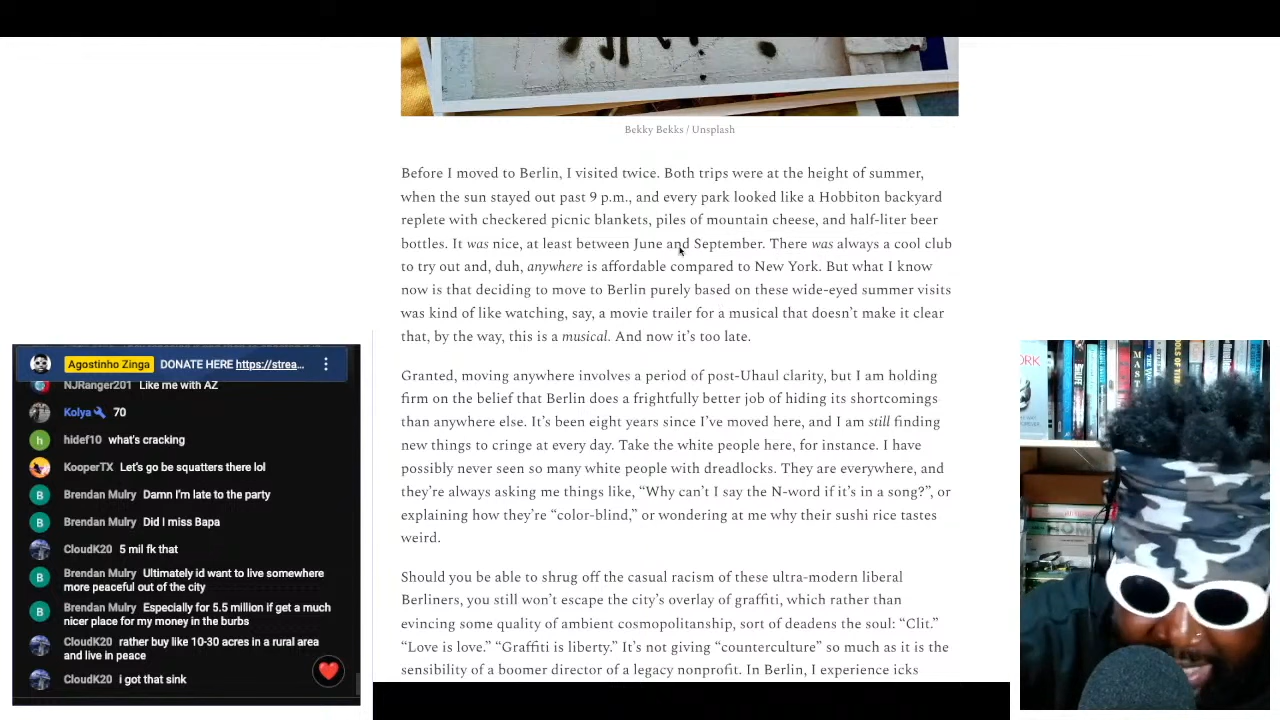 Bekky Bekks / Unsplash
Before I moved to Berlin, I visited twice. Both trips were at the height of summer,
when the sun stayed out past 9 p.m., and every park looked like a Hobbiton backyard
replete with checkered picnic blankets, piles of mountain cheese, and half-liter beer
bottles. It was nice, at least between June and September. There was always a cool club
to try out and, duh, anywhere is affordable compared to New York. But what I know
now is that deciding to move to Berlin purely based on these wide-eyed summer visits
was kind of like watching, say, a movie trailer for a musical that doesn’t make it clear
that, by the way, this is a musical. And now it’s too late.
Granted, moving anywhere involves a period of post-Uhaul clarity, but I am holding
firm on the belief that Berlin does a frightfully better job of hiding its shortcomings
than anywhere else. It’s been eight years since I’ve moved here, and I am still finding
new things to cringe at every day. Take the white people here, for instance. I have
possibly never seen so many white people with dreadlocks. They are everywhere, and
they’re always asking me things like, “Why can’t I say the N-word if it’s in a song?”, or
explaining how they’re “color-blind,” or wondering at me why their sushi rice tastes
weird.
Should you be able to shrug off the casual racism of these ultra-modern liberal
Berliners, you still won’t escape the city’s overlay of graffiti, which rather than
evincing some quality of ambient cosmopolitanship, sort of deadens the soul: “Clit.”
“Love is love.” “Graffiti is liberty.” It’s not giving “counterculture” so much as it is the
sensibility of a boomer director of a legacy nonprofit. In Berlin, I experience icks
Agostinho Zinga DONATE HERE https://strea...
NJRanger201 Like me with AZ
Kolya 70
h hidef10 what's cracking
KooperTX Let's go be squatters there lol
B Brendan Mulry Damn I'm late to the party
B Brendan Mulry Did I miss Bapa
CloudK20 5 mil fk that
B Brendan Mulry Ultimately id want to live somewhere
more peaceful out of the city
B Brendan Mulry Especially for 5.5 million if get a much
nicer place for my money in the burbs
CloudK20 rather buy like 10-30 acres in a rural area
and live in peace
CloudK20 i got that sink